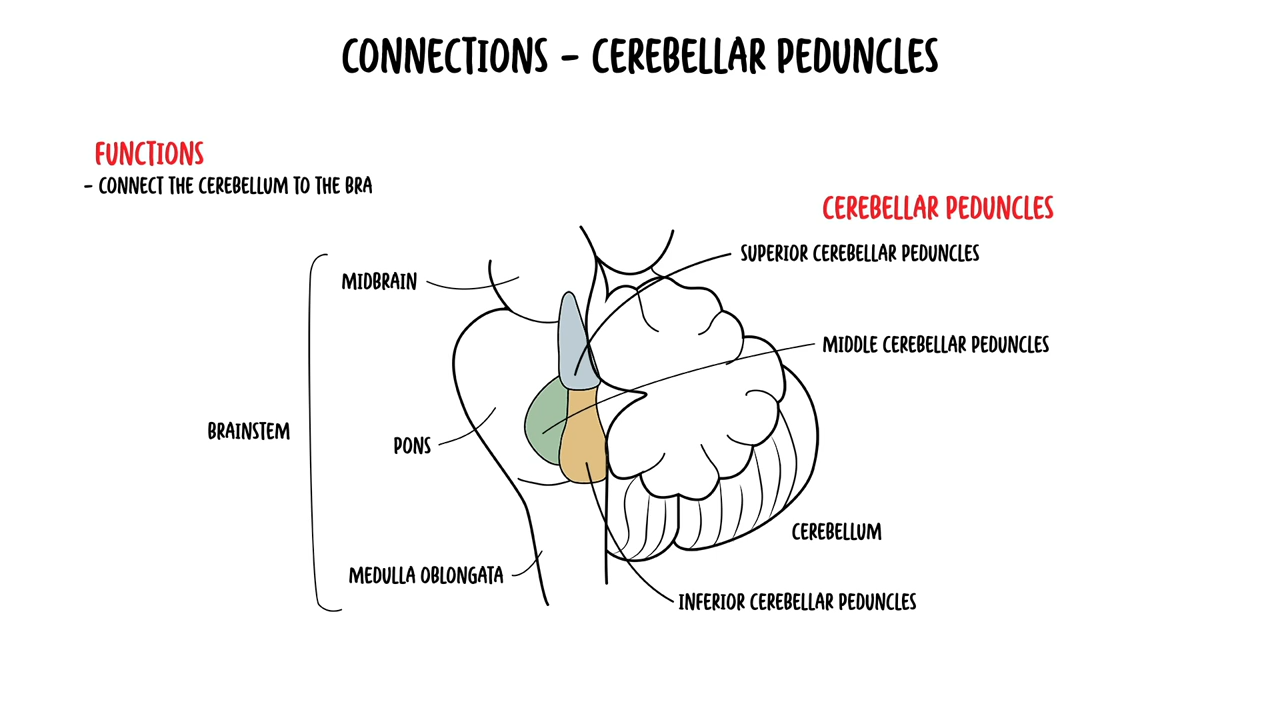 CONNECTIONS - CEREBELLAR PEDUNCLES
FUNCTIONS
- CONNECT THE CEREBELLUM TO THE BRA
CEREBELLAR PEDUNCLES
SUPERIOR CEREBELLAR PEDUNCLES
MIDBRAIN
MIDDLE CEREBELLAR PEDUNCLES
BRAINSTEM
PONS
CEREBELLUM
MEDULLA OBLONGATA
INFERIOR CEREBELLAR PEDUNCLES